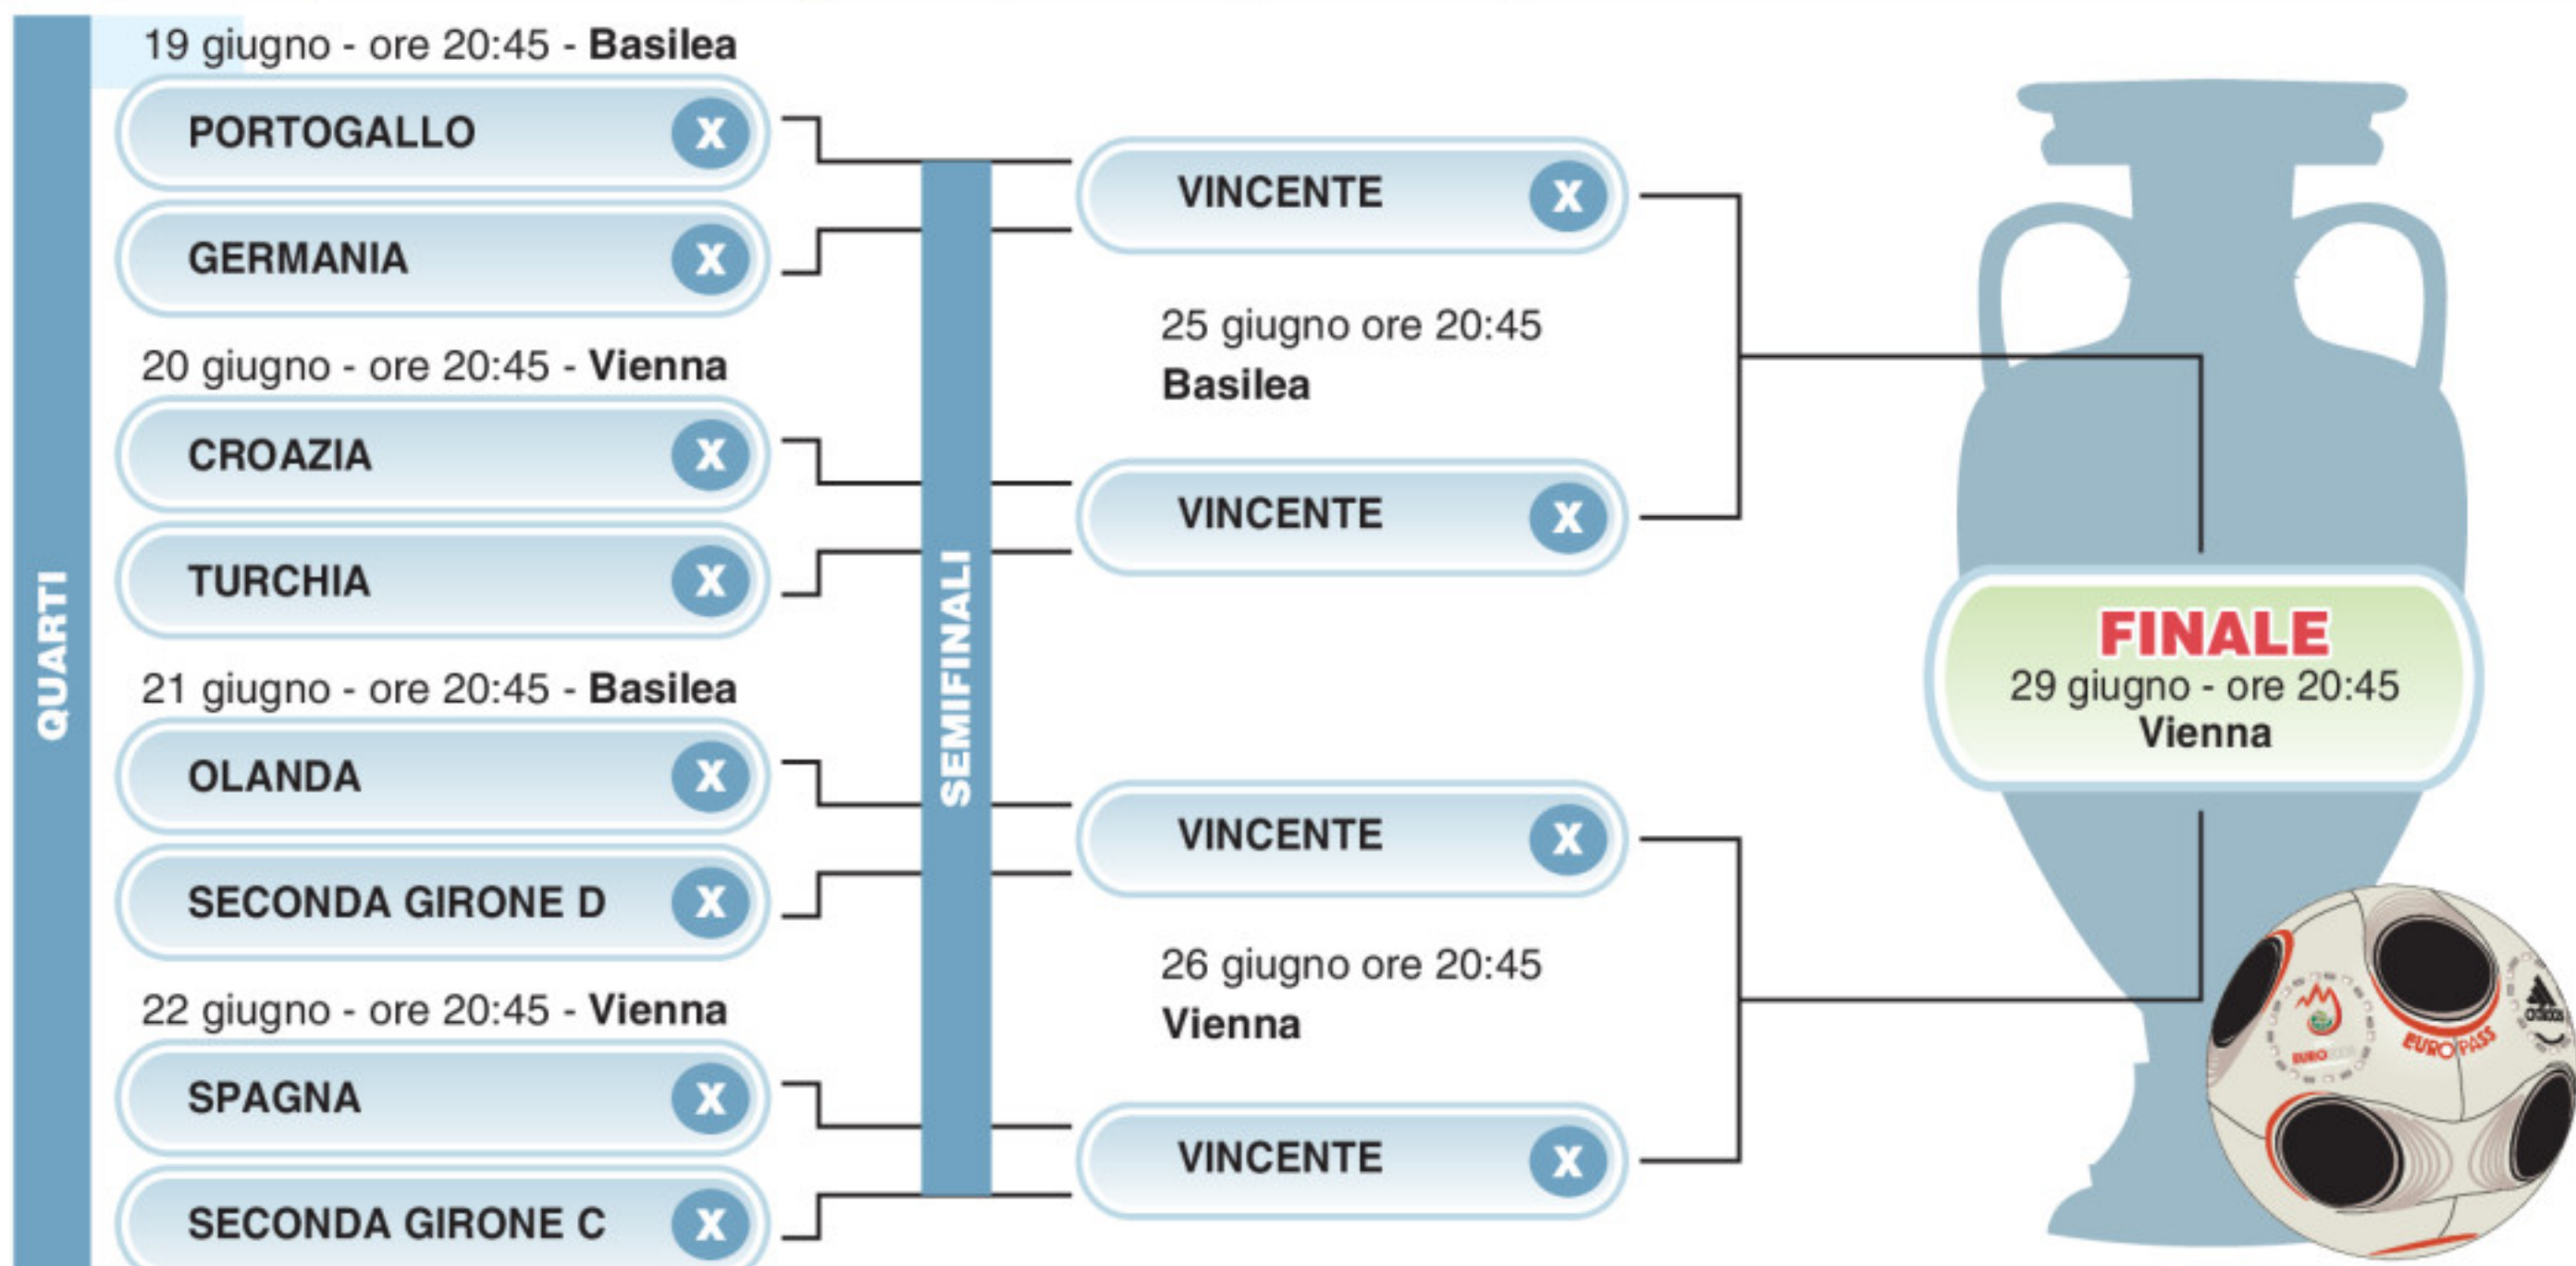 19 giugno - ore 20:45 - Basilea
PORTOGALLO X
GERMANIA X
20 giugno - ore 20:45 - Vienna
CROAZIA X
TURCHIA X
21 giugno - ore 20:45 - Basilea
OLANDA X
SECONDA GIRONE D X
22 giugno - ore 20:45 - Vienna
SPAGNA X
SECONDA GIRONE C X
QUARTI
SEMIFINALI
VINCENTE X
25 giugno ore 20:45
Basilea
VINCENTE X
VINCENTE X
26 giugno ore 20:45
Vienna
VINCENTE X
FINALE
29 giugno - ore 20:45
Vienna
EURO
EUROPASS
adidas